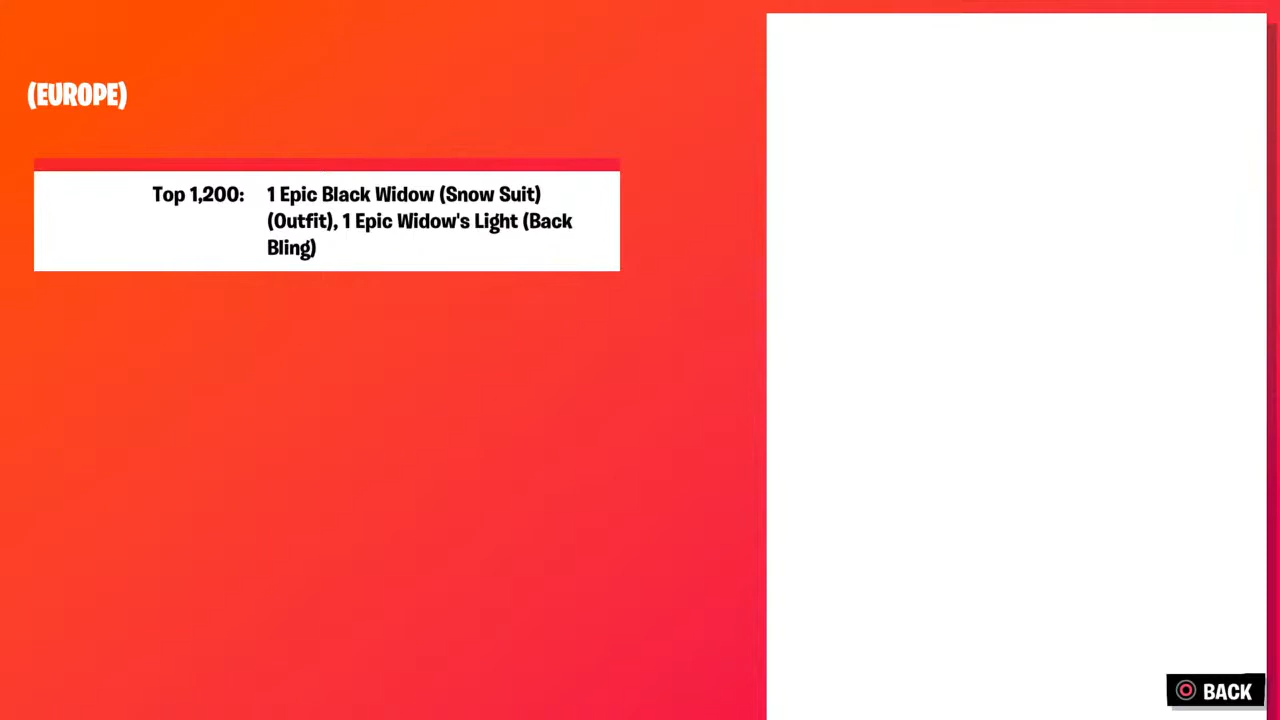 (EUROPE)
Top 1,200: 1 Epic Black Widow (Snow Suit)
(Outfit), 1 Epic Widow's Light (Back
Bling)
BACK